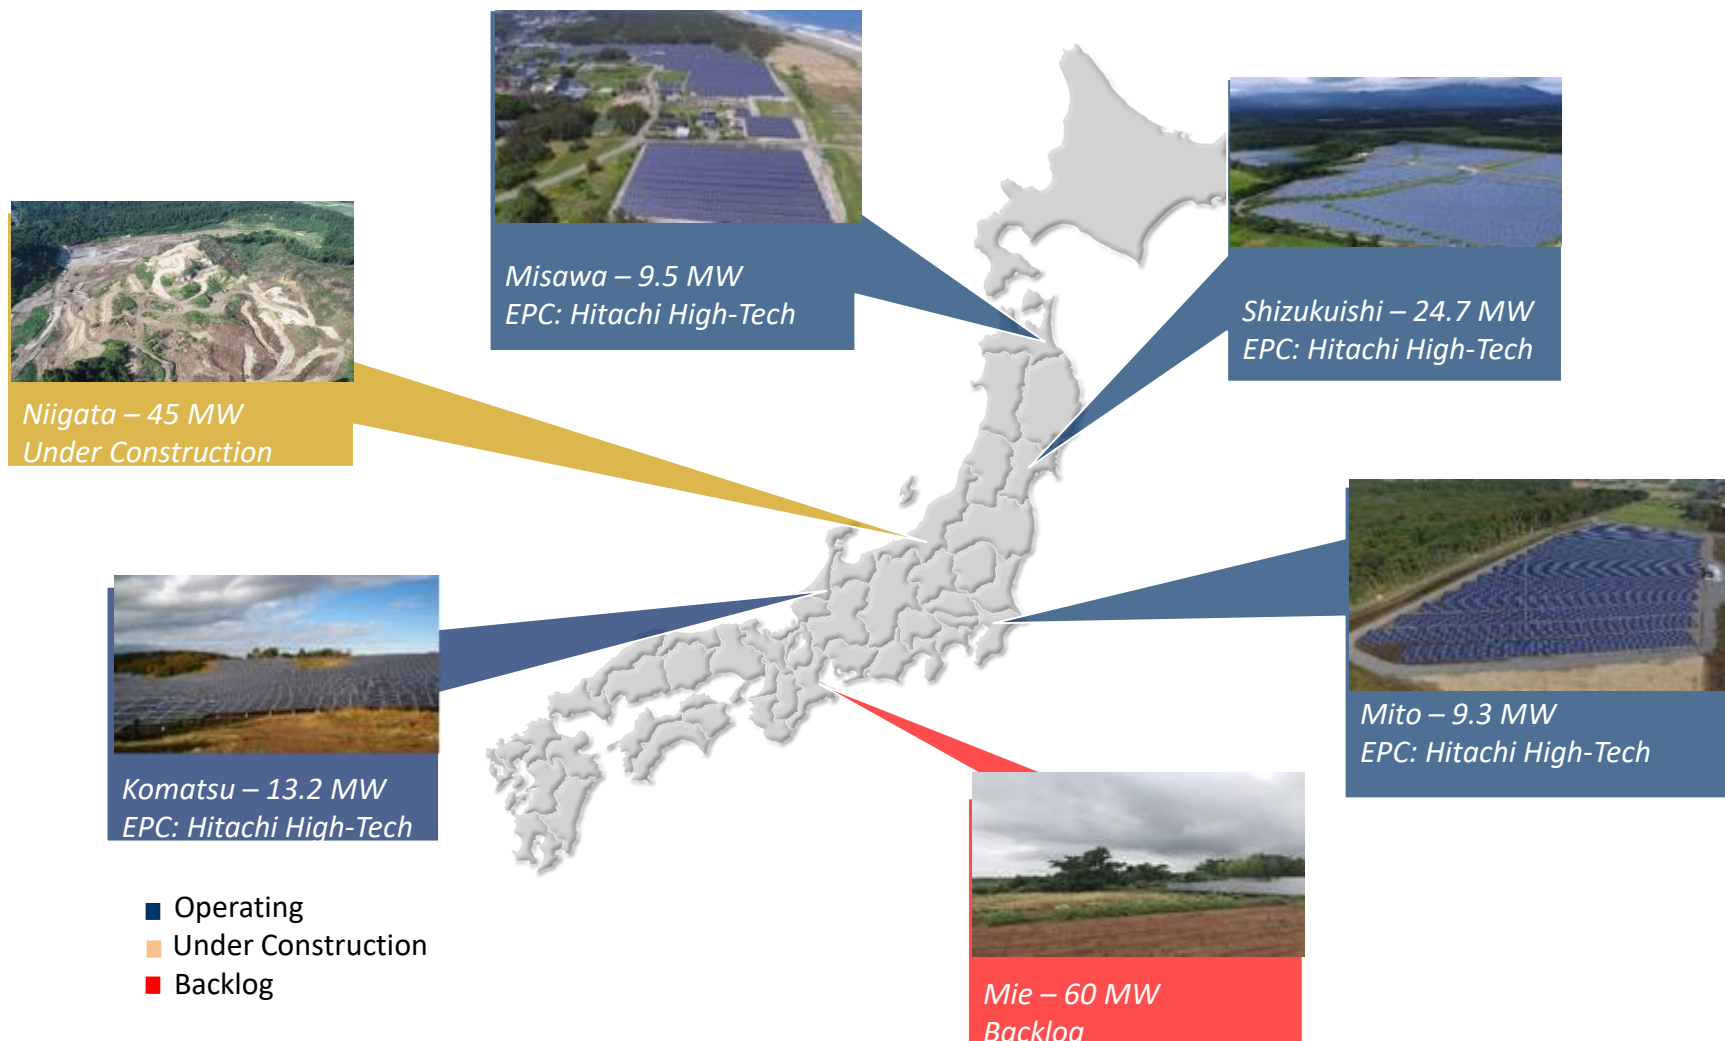 Misawa – 9.5 MW
EPC: Hitachi High-Tech
Shizukuishi – 24.7 MW
EPC: Hitachi High-Tech
Niigata – 45 MW
Under Construction
Mito – 9.3 MW
EPC: Hitachi High-Tech
Komatsu – 13.2 MW
EPC: Hitachi High-Tech
Mie – 60 MW
Backlog
Operating
Under Construction
Backlog